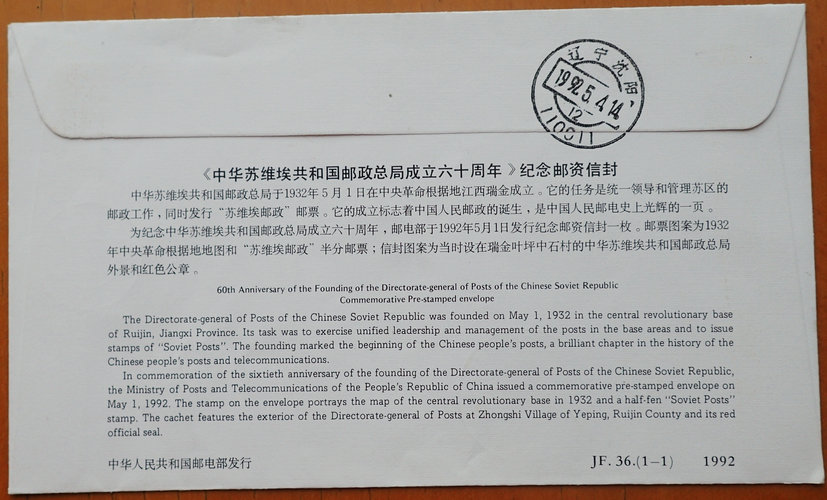 辽宁沈阳
1992.5.4.14
12
110011
《中华苏维埃共和国邮政总局成立六十周年》纪念邮资信封
中华苏维埃共和国邮政总局于1932年5月1日在中央革命根据地江西瑞金成立。它的任务是统一领导和管理苏区的
邮政工作，同时发行“苏维埃邮政”邮票。它的成立标志着中国人民邮政的诞生，是中国人民邮电史上光辉的一页。
为纪念中华苏维埃共和国邮政总局成立六十周年，邮电部于1992年5月1日发行纪念邮资信封一枚。邮票图案为1932
年中央革命根据地地图和“苏维埃邮政”半分邮票；信封图案为当时设在瑞金叶坪中石村的中华苏维埃共和国邮政总局
外景和红色公章。
60th Anniversary of the Founding of the Directorate-general of Posts of the Chinese Soviet Republic
Commemorative Pre-stamped envelope
The Directorate-general of Posts of the Chinese Soviet Republic was founded on May 1, 1932 in the central revolutionary base
of Ruijin, Jiangxi Province. Its task was to exercise unified leadership and management of the posts in the base areas and to issue
stamps of “Soviet Posts”. The founding marked the beginning of the Chinese people's posts, a brilliant chapter in the history of the
Chinese people's posts and telecommunications.
In commemoration of the sixtieth anniversary of the founding of the Directorate-general of Posts of the Chinese Soviet Republic,
the Ministry of Posts and Telecommunications of the People's Republic of China issued a commemorative pre-stamped envelope on
May 1, 1992. The stamp on the envelope portrays the map of the central revolutionary base in 1932 and a half-fen “Soviet Posts”
stamp. The cachet features the exterior of the Directorate-general of Posts at Zhongshi Village of Yeping, Ruijin County and its red
official seal.
中华人民共和国邮电部发行
JF. 36.(1-1) 1992